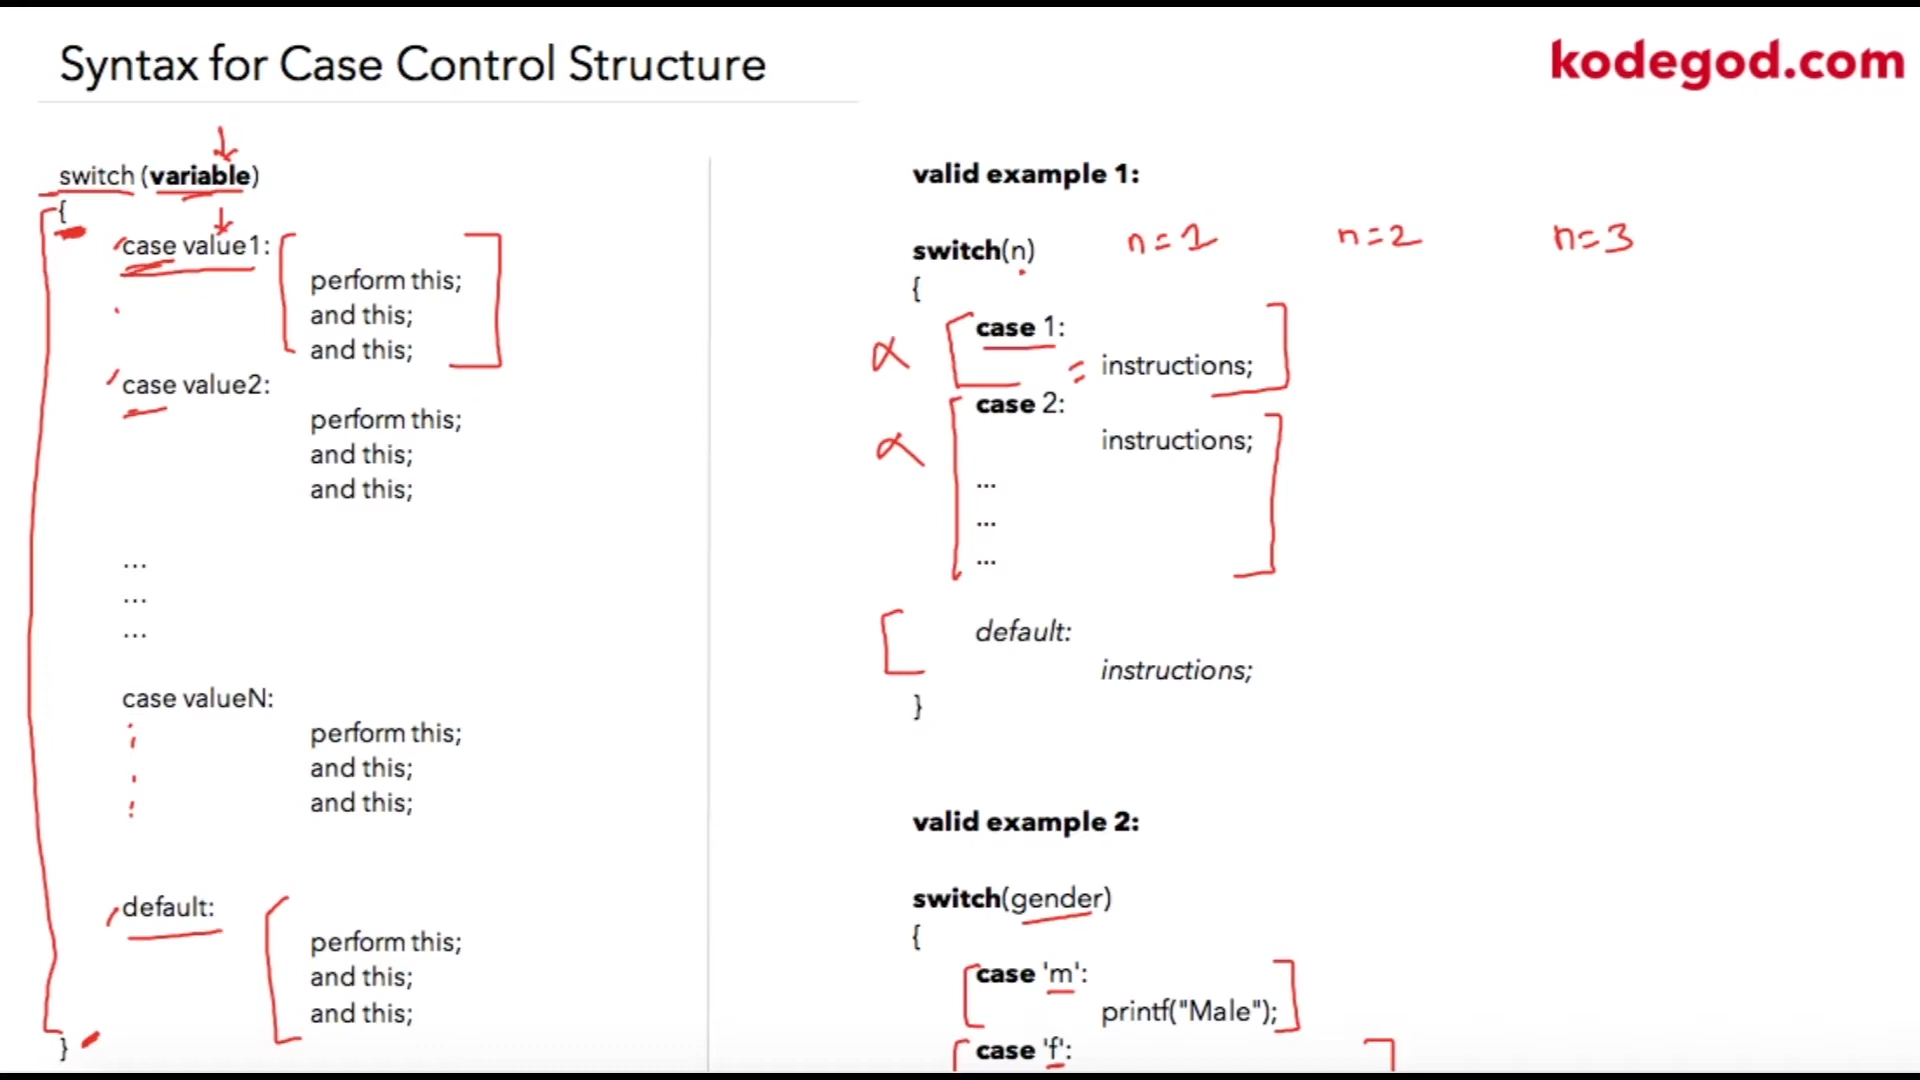 Syntax for Case Control Structure
kodegod.com
switch (variable)
{
case value1:
perform this;
and this;
and this;
case value2:
perform this;
and this;
and this;
...
...
...
case valueN:
perform this;
and this;
and this;
default:
perform this;
and this;
and this;
}
valid example 1:
switch(n)
n=1 n=2 n=3
{
case 1:
instructions;
case 2:
instructions;
...
...
...
default:
instructions;
}
valid example 2:
switch(gender)
{
case 'm':
printf("Male");
case 'f':